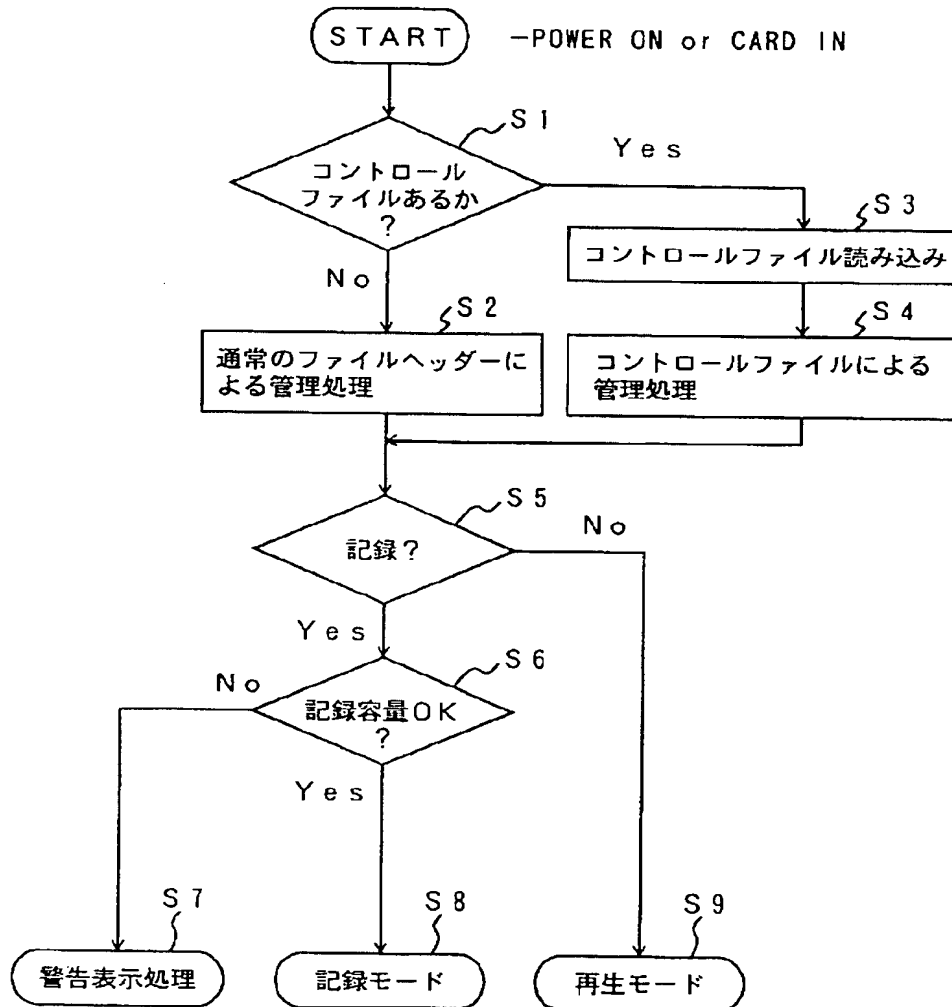 START －POWER ON or CARD IN
S1
コントロール
ファイルあるか
?
Yes
No
S3
コントロールファイル読み込み
S2
通常のファイルヘッダーに
よる管理処理
S4
コントロールファイルによる
管理処理
S5
記録?
No
Yes
S6
記録容量OK
?
No
Yes
S7
警告表示処理
S8
記録モード
S9
再生モード